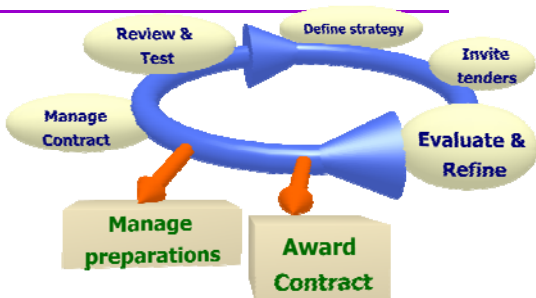 Define strategy
Review &
Test
Invite
tenders
Manage
Contract
Evaluate &
Refine
Manage
preparations
Award
Contract